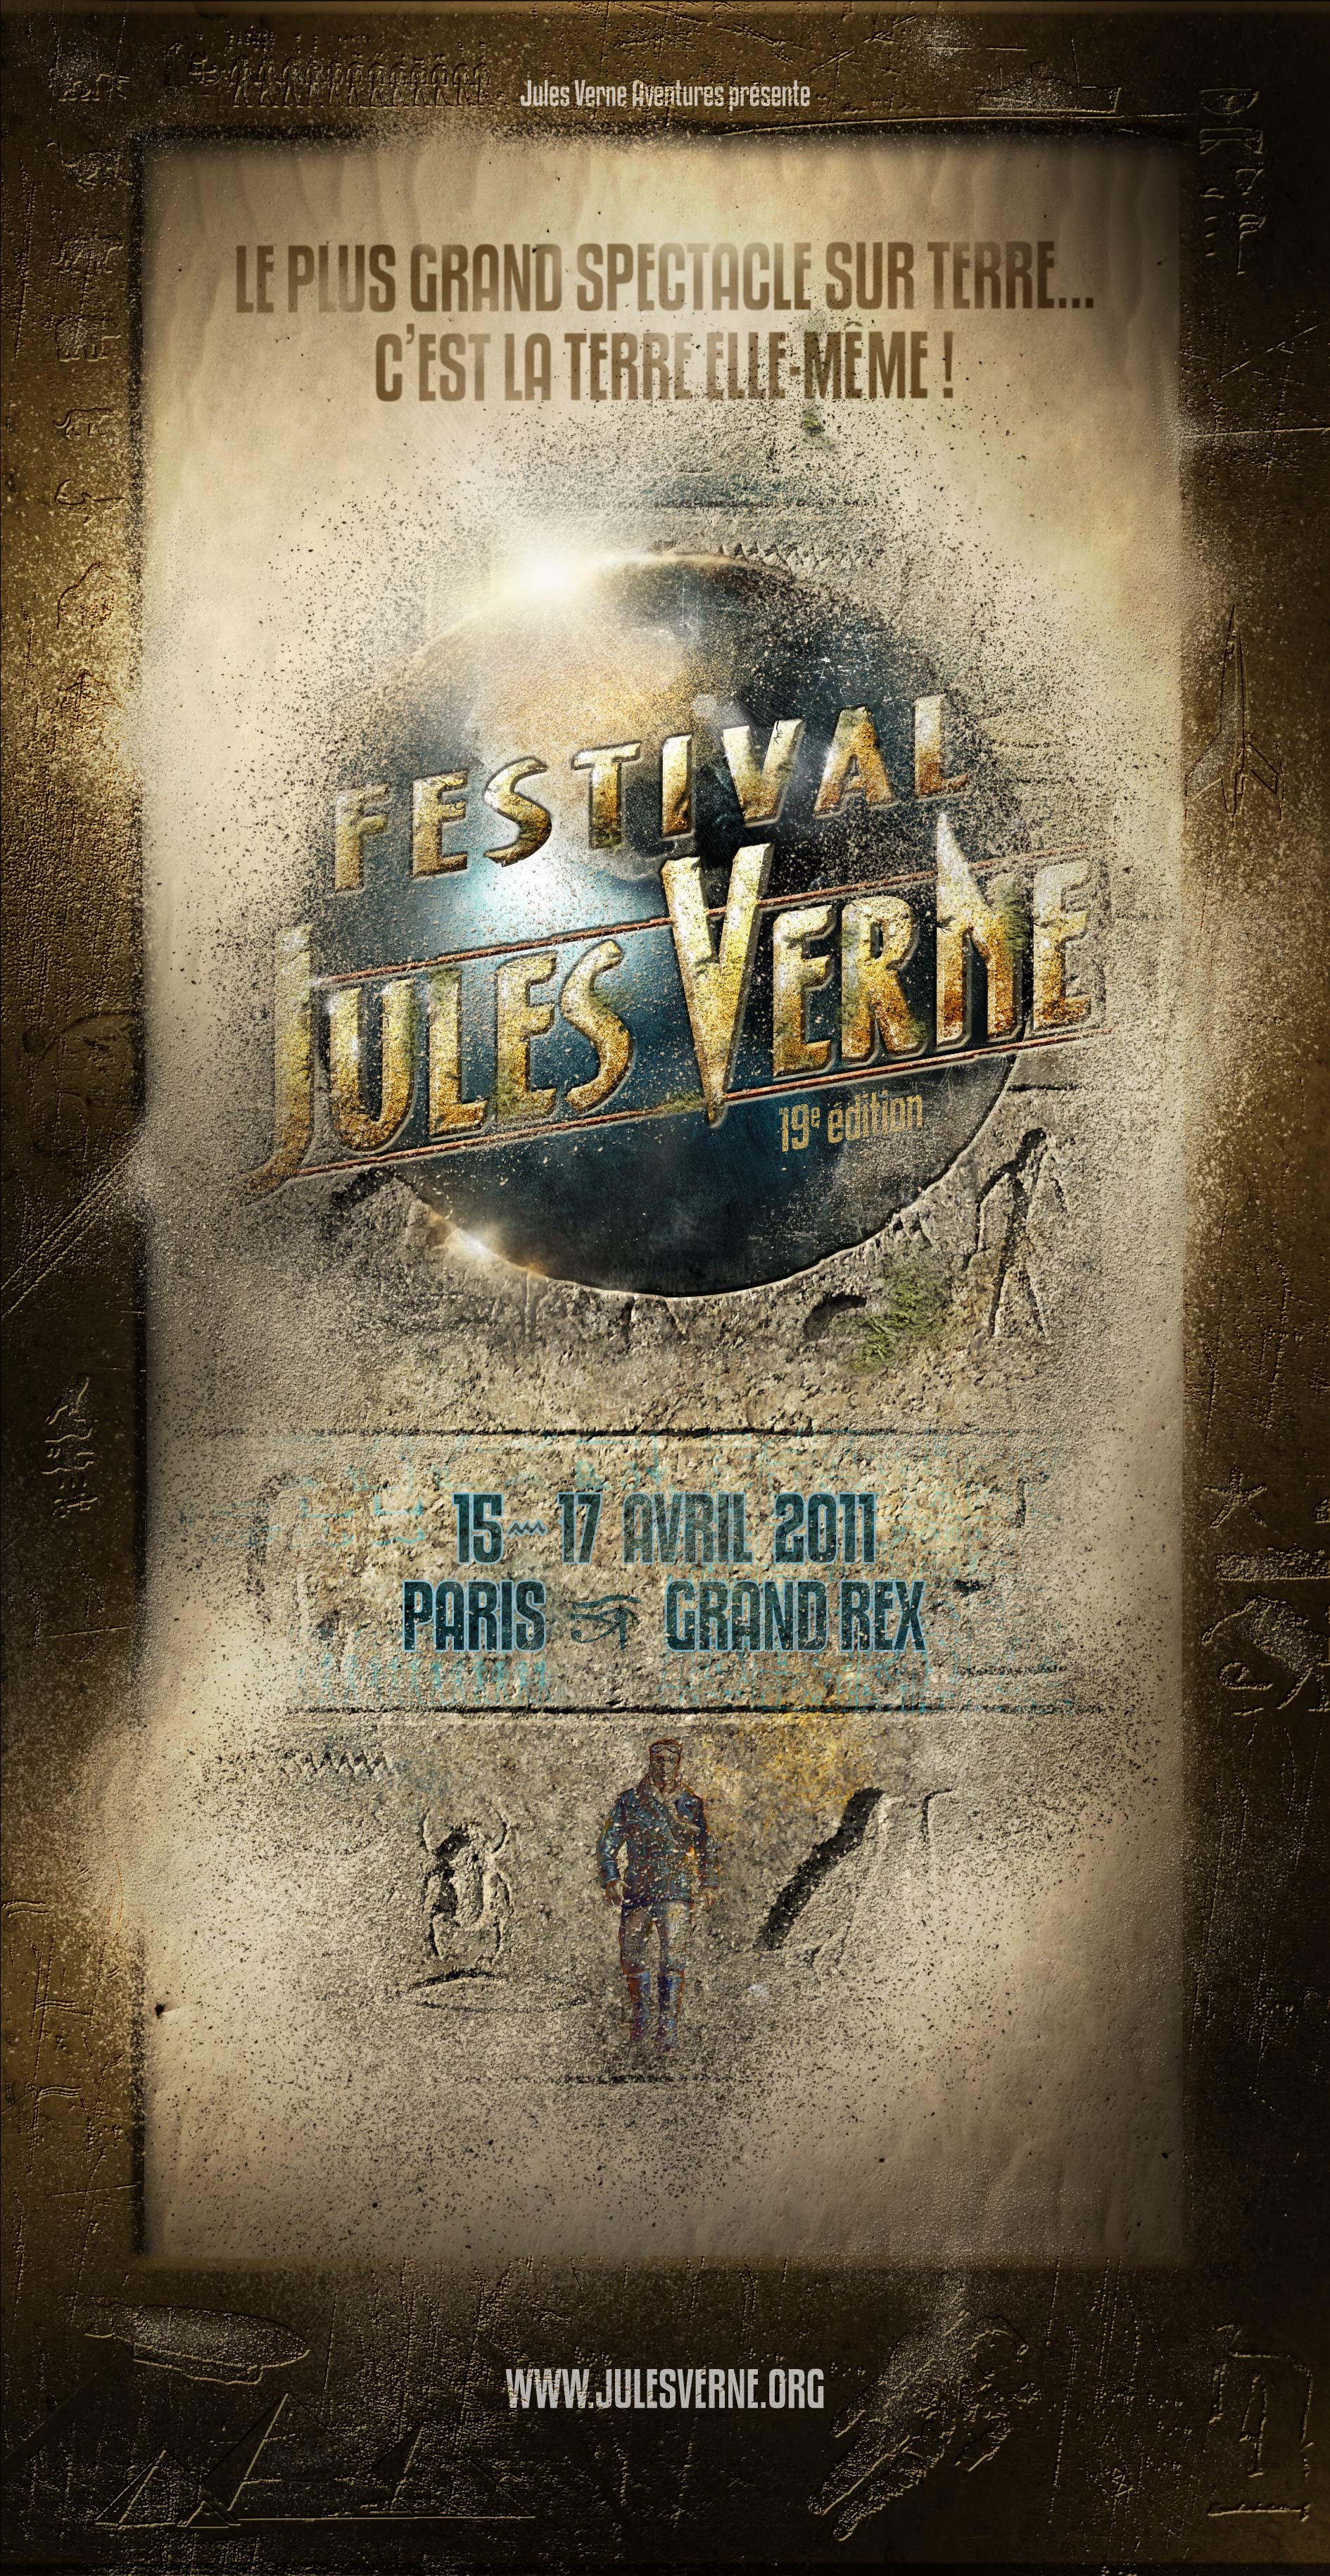 Jules Verne Aventures présente
LE PLUS GRAND SPECTACLE SUR TERRE...
C'EST LA TERRE ELLE-MÊME !
FESTIVAL
JULES VERNE
19e édition
15 17 AVRIL 2011
PARIS GRAND REX
WWW.JULESVERNE.ORG